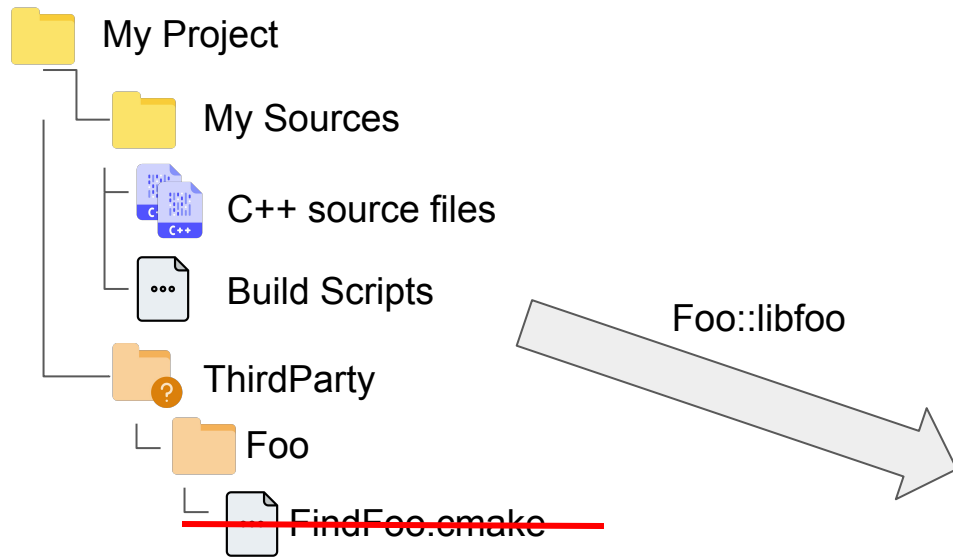 My Project
My Sources
C++
C++ source files
Build Scripts
Foo::libfoo
ThirdParty
?
Foo
FindFoo.cmake